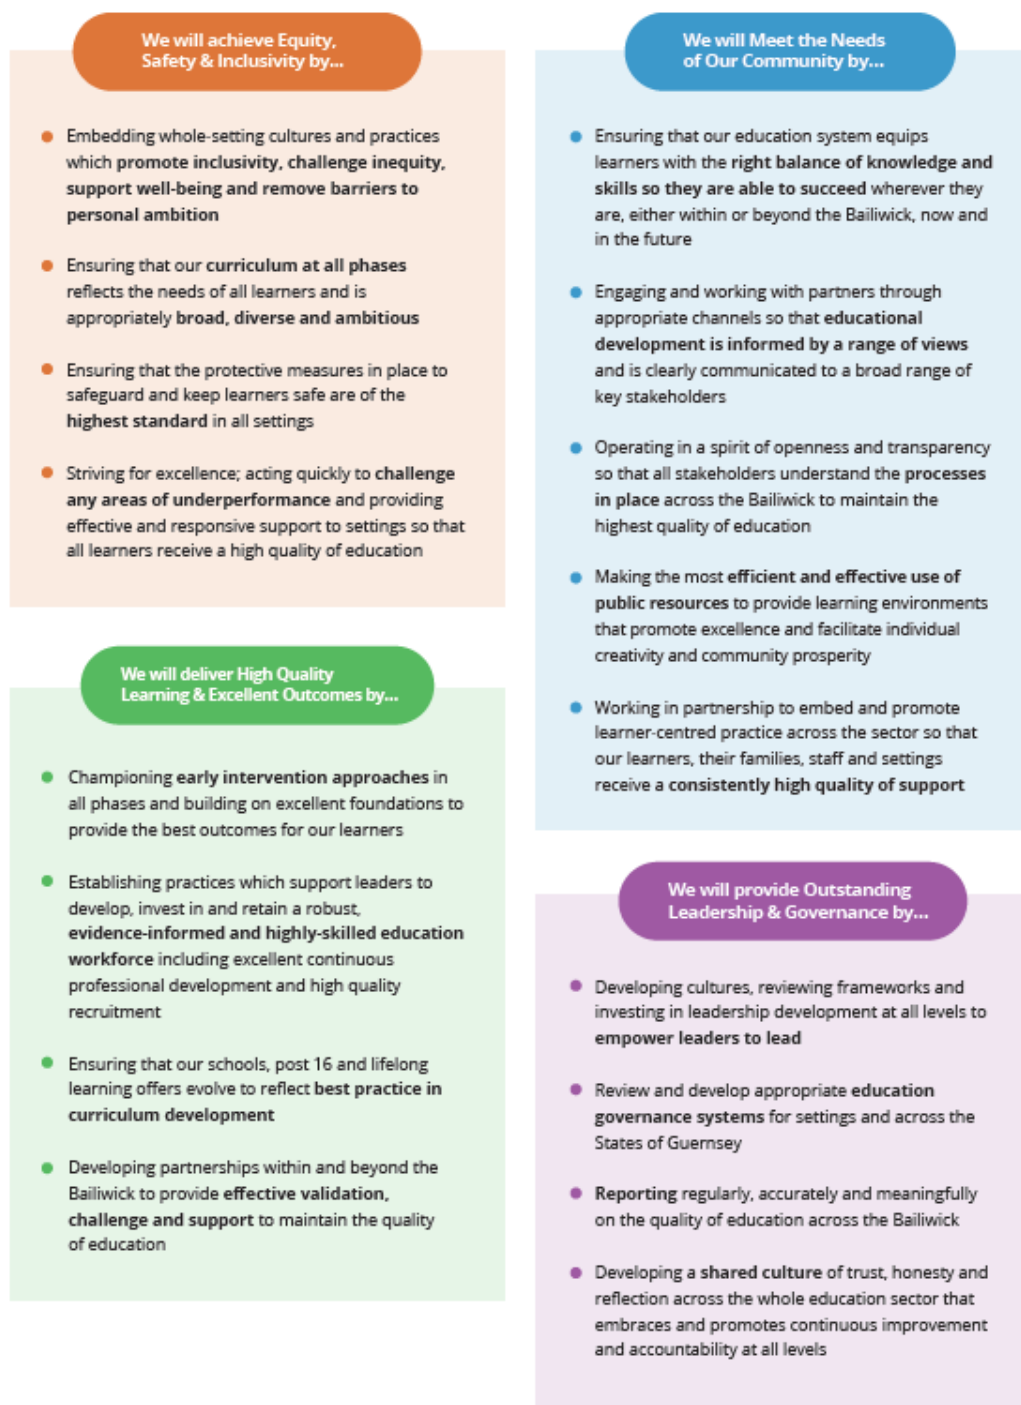 We will achieve Equity,
Safety & Inclusivity by...
Embedding whole-setting cultures and practices
which promote inclusivity, challenge inequity,
support well-being and remove barriers to
personal ambition
Ensuring that our curriculum at all phases
reflects the needs of all learners and is
appropriately broad, diverse and ambitious
Ensuring that the protective measures in place to
safeguard and keep learners safe are of the
highest standard in all settings
Striving for excellence; acting quickly to challenge
any areas of underperformance and providing
effective and responsive support to settings so that
all learners receive a high quality of education
We will deliver High Quality
Learning & Excellent Outcomes by...
Championing early intervention approaches in
all phases and building on excellent foundations to
provide the best outcomes for our learners
Establishing practices which support leaders to
develop, invest in and retain a robust,
evidence-informed and highly-skilled education
workforce including excellent continuous
professional development and high quality
recruitment
Ensuring that our schools, post 16 and lifelong
learning offers evolve to reflect best practice in
curriculum development
Developing partnerships within and beyond the
Bailiwick to provide effective validation,
challenge and support to maintain the quality
of education
We will Meet the Needs
of Our Community by...
Ensuring that our education system equips
learners with the right balance of knowledge and
skills so they are able to succeed wherever they
are, either within or beyond the Bailiwick, now and
in the future
Engaging and working with partners through
appropriate channels so that educational
development is informed by a range of views
and is clearly communicated to a broad range of
key stakeholders
Operating in a spirit of openness and transparency
so that all stakeholders understand the processes
in place across the Bailiwick to maintain the
highest quality of education
Making the most efficient and effective use of
public resources to provide learning environments
that promote excellence and facilitate individual
creativity and community prosperity
Working in partnership to embed and promote
learner-centred practice across the sector so that
our learners, their families, staff and settings
receive a consistently high quality of support
We will provide Outstanding
Leadership & Governance by...
Developing cultures, reviewing frameworks and
investing in leadership development at all levels to
empower leaders to lead
Review and develop appropriate education
governance systems for settings and across the
States of Guernsey
Reporting regularly, accurately and meaningfully
on the quality of education across the Bailiwick
Developing a shared culture of trust, honesty and
reflection across the whole education sector that
embraces and promotes continuous improvement
and accountability at all levels